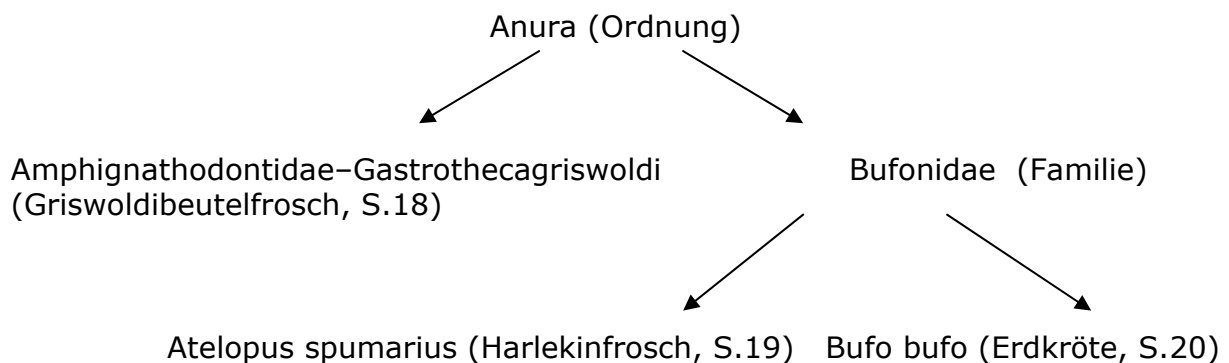 Anura (Ordnung)
Amphignathodontidae–Gastrothecagriswoldi
(Griswoldibeutelfrosch, S.18)
Bufonidae  (Familie)
Atelopus spumarius (Harlekinfrosch, S.19)
Bufo bufo (Erdkröte, S.20)